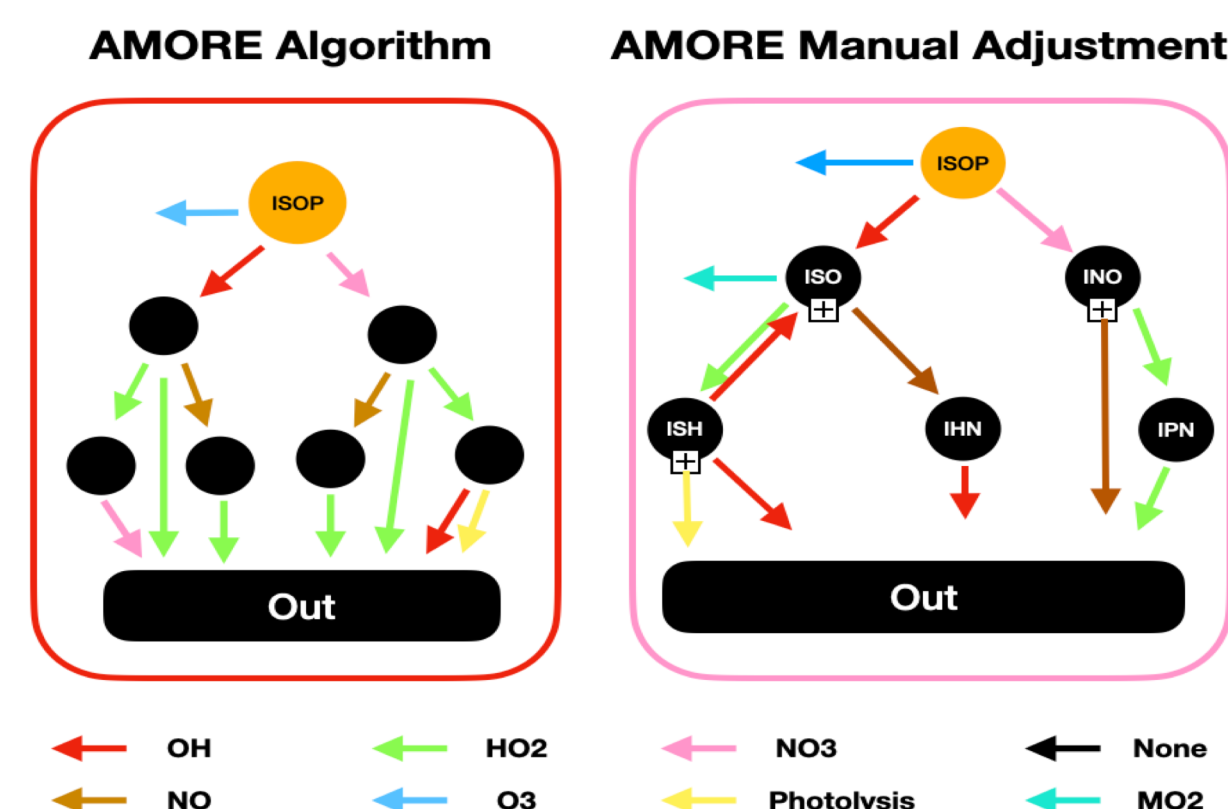 AMORE Algorithm
AMORE Manual Adjustment
ISOP
Out
ISOP
ISO
INO
ISH
IHN
IPN
Out
OH
HO2
NO3
None
NO
O3
Photolysis
MO2